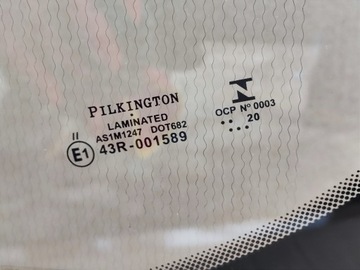 PILKINGTON
LAMINATED
AS1M1247 DOT682
II
E1 43R-001589
N
OCP Nº 0003
20